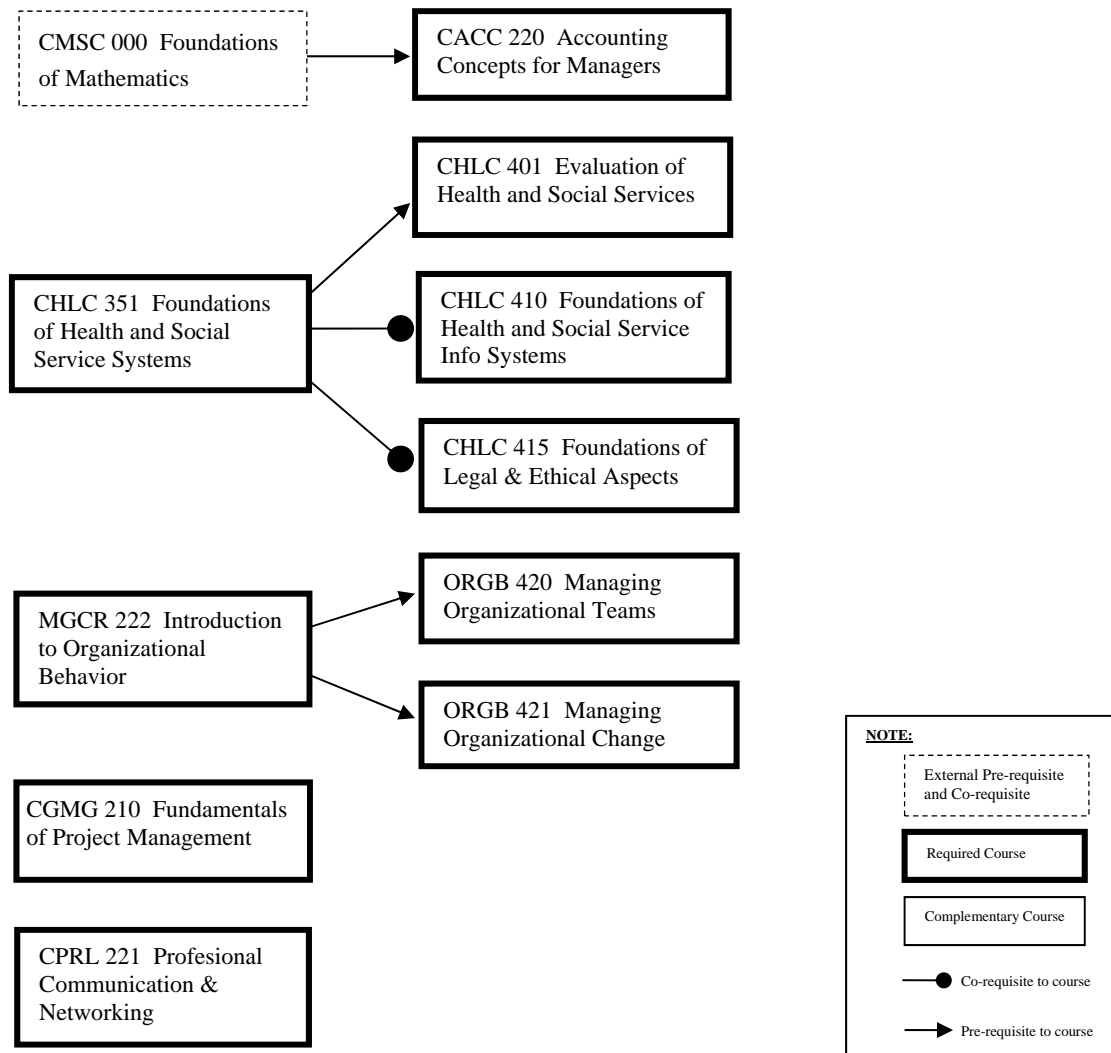 CMSC 000 Foundations
of Mathematics
CACC 220 Accounting
Concepts for Managers
CHLC 401 Evaluation of
Health and Social Services
CHLC 351 Foundations
of Health and Social
Service Systems
CHLC 410 Foundations of
Health and Social Service
Info Systems
CHLC 415 Foundations of
Legal & Ethical Aspects
MGCR 222 Introduction
to Organizational
Behavior
ORGB 420 Managing
Organizational Teams
ORGB 421 Managing
Organizational Change
CGMG 210 Fundamentals
of Project Management
CPRL 221 Profesional
Communication &
Networking
NOTE:
External Pre-requisite
and Co-requisite
Required Course
Complementary Course
Co-requisite to course
Pre-requisite to course